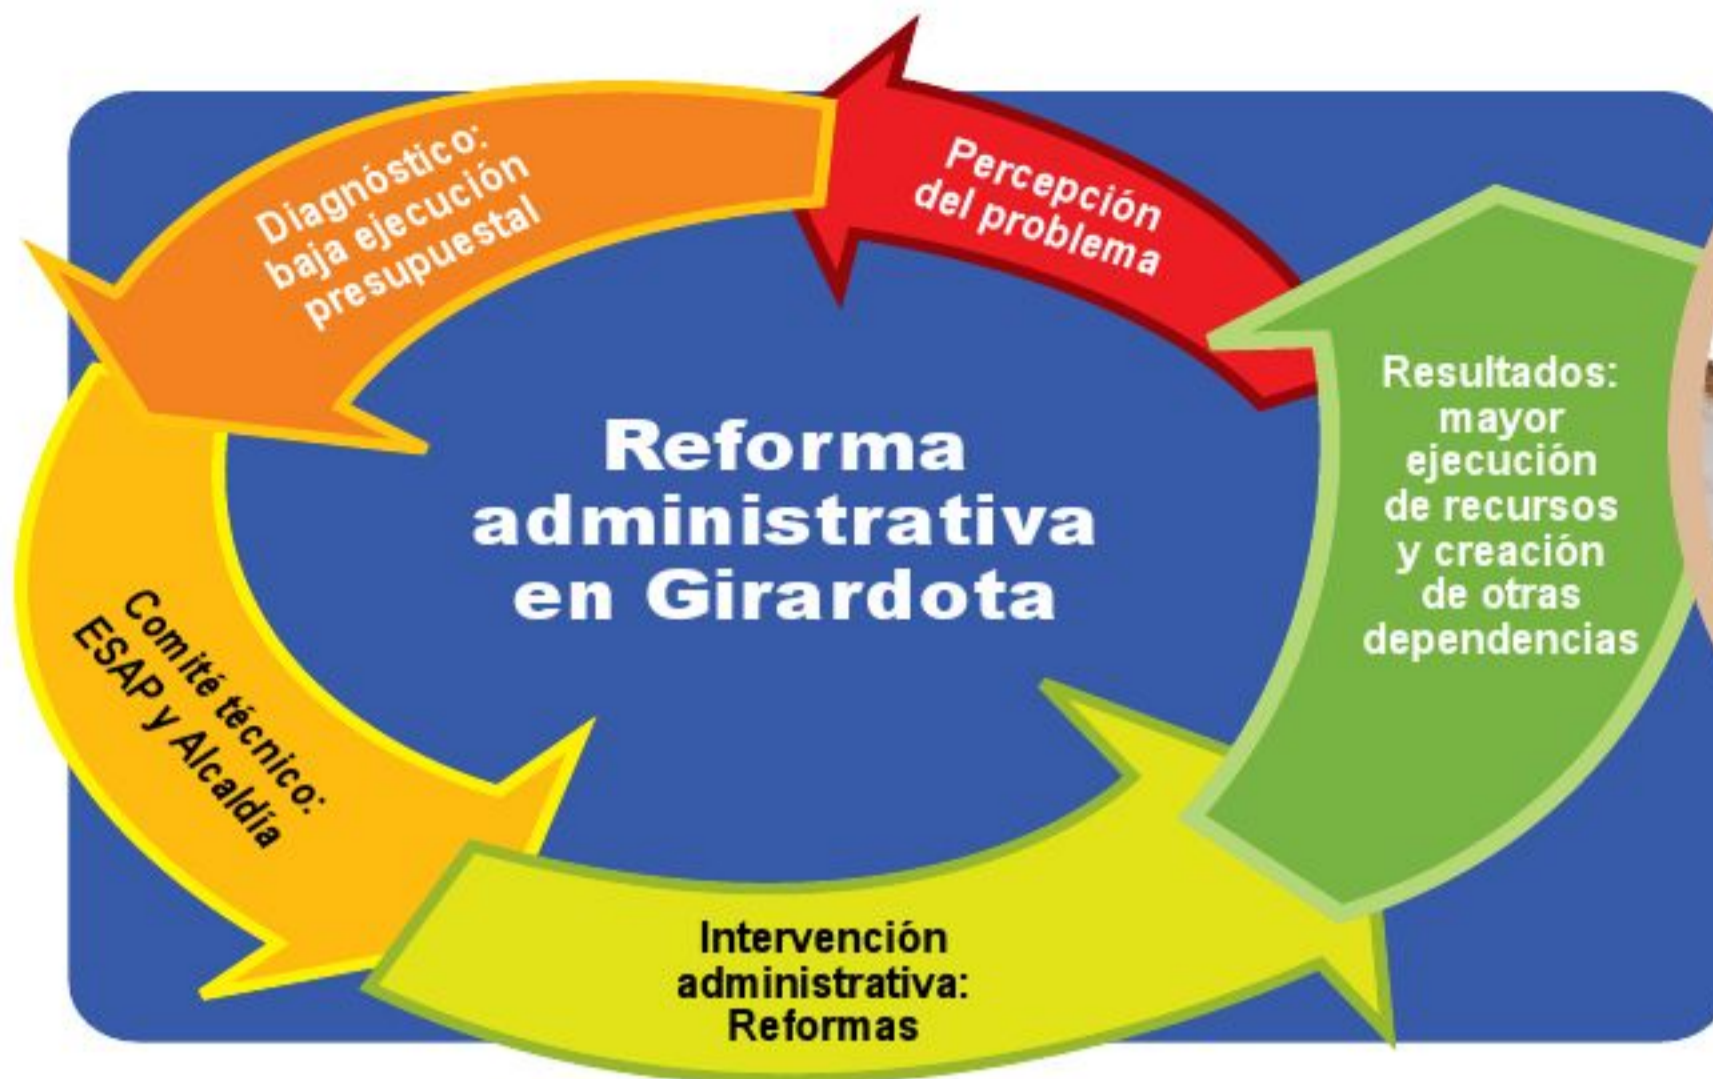 Percepción
del problema
Diagnóstico:
baja ejecución
presupuestal
Comité técnico:
ESAP y Alcaldía
Intervención
administrativa:
Reformas
Resultados:
mayor
ejecución
de recursos
y creación
de otras
dependencias
Reforma
administrativa
en Girardota